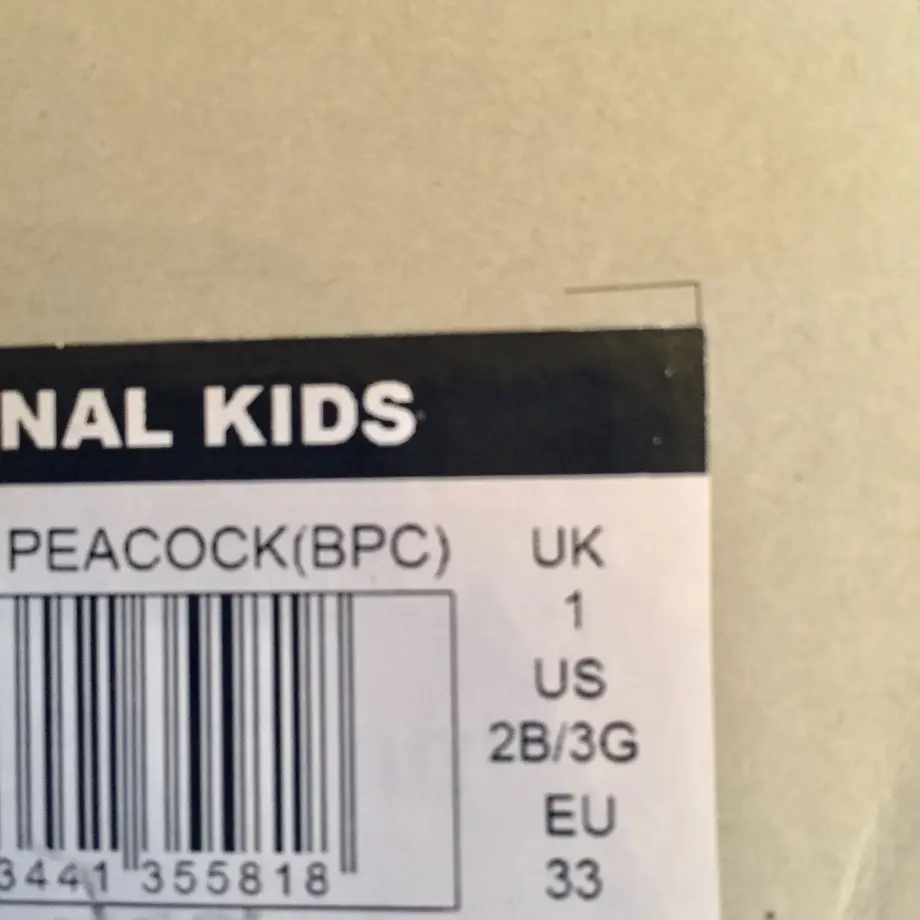 NAL KIDS
PEACOCK(BPC)
UK
1
US
2B/3G
EU
33
3441 355818